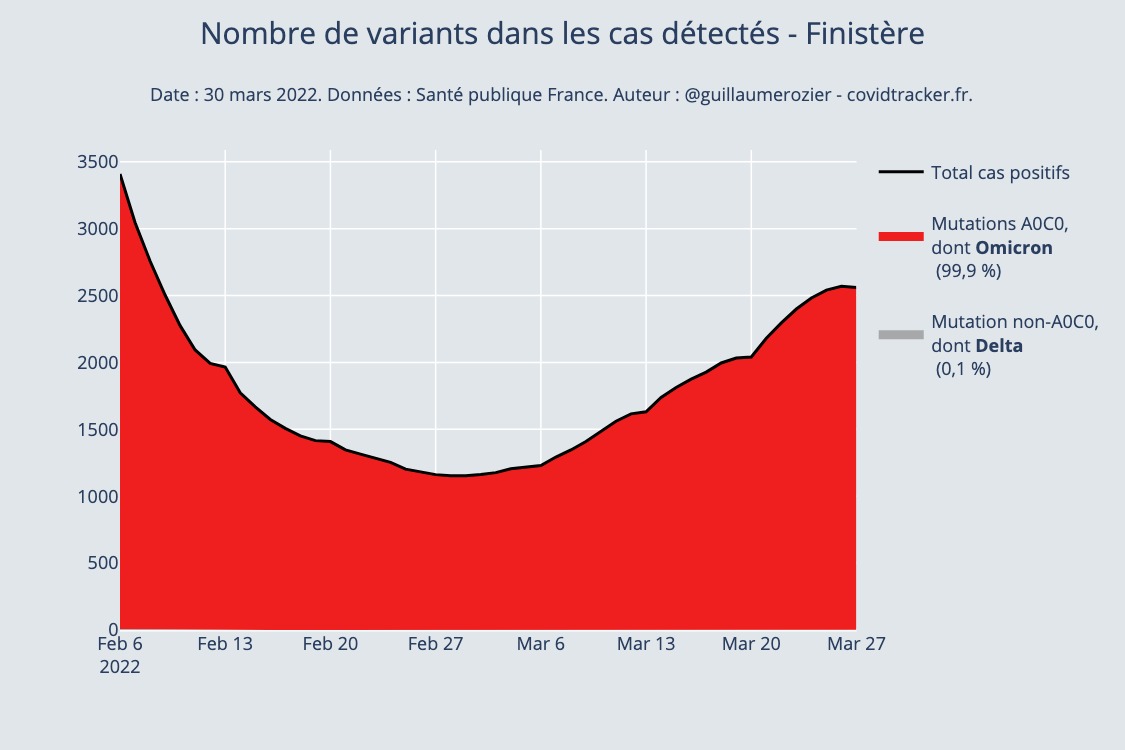 Nombre de variants dans les cas détectés - Finistère
Date : 30 mars 2022. Données : Santé publique France. Auteur : @guillaumerozier - covidtracker.fr.
3500
3000
2500
2000
1500
1000
500
0
Feb 6
2022
Feb 13
Feb 20
Feb 27
Mar 6
Mar 13
Mar 20
Mar 27
Total cas positifs
Mutations A0C0,
dont Omicron
(99,9 %)
Mutation non-A0C0,
dont Delta
(0,1 %)